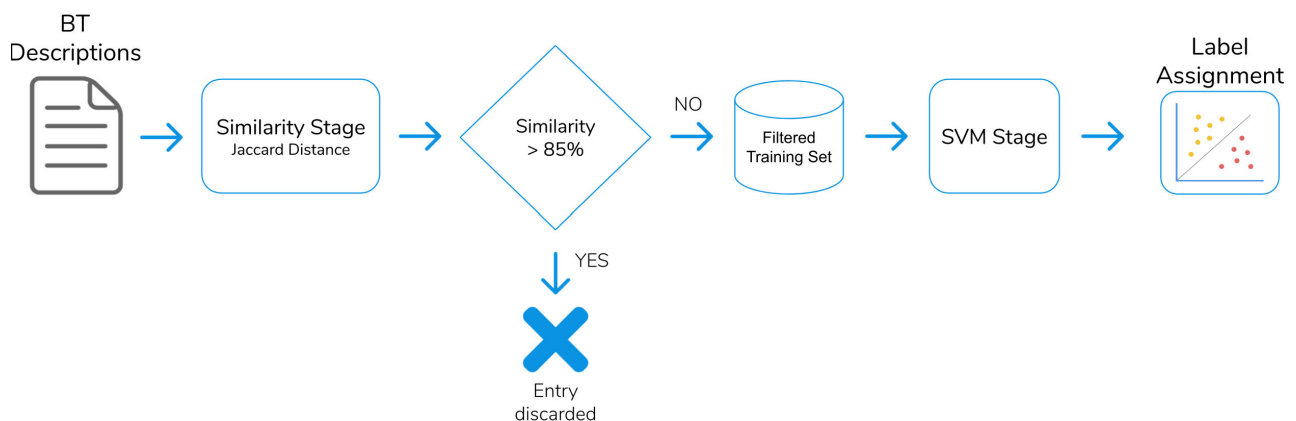 BT
Descriptions
Similarity Stage
Jaccard Distance
Similarity
> 85%
NO
YES
Entry
discarded
Filtered
Training Set
SVM Stage
Label
Assignment